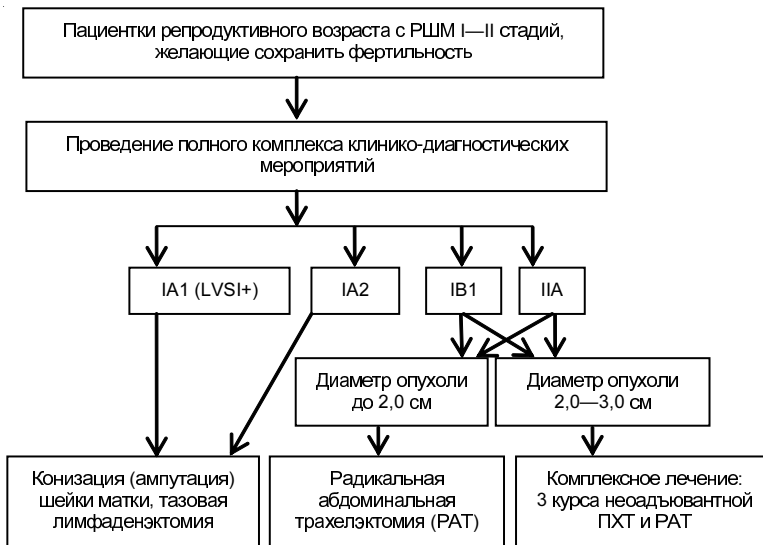 Пациентки репродуктивного возраста с РШМ I—II стадий,
желающие сохранить фертильность
Проведение полного комплекса клинико-диагностических
мероприятий
IA1 (LVSI+)
IA2
IB1
IIA
Диаметр опухоли
до 2,0 см
Диаметр опухоли
2,0—3,0 см
Конизация (ампутация)
шейки матки, тазовая
лимфаденэктомия
Радикальная
абдоминальная
трахелэктомия (РАТ)
Комплексное лечение:
3 курса неоадъювантной
ПХТ и РАТ